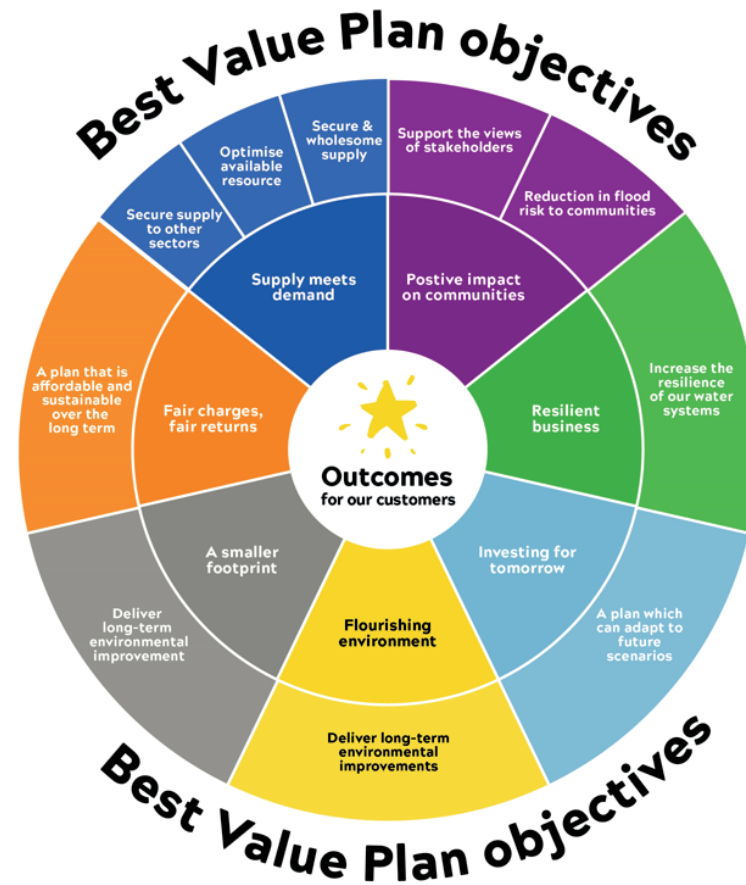 Best Value Plan objectives
Secure &
wholesome
supply
Support the views
of stakeholders
Optimise
available
resource
Reduction in flood
risk to communities
Secure supply
to other
sectors
Supply meets
demand
Postive impact
on communities
A plan that is
affordable and
sustainable
over the
long term
Fair charges,
fair returns
Resilient
business
Increase the
resilience
of our water
systems
Outcomes
for our customers
A smaller
footprint
Investing for
tomorrow
Deliver
long-term
environmental
improvement
Flourishing
environment
A plan which
can adapt to
future
scenarios
Deliver long-term
environmental
improvements
Best Value Plan objectives